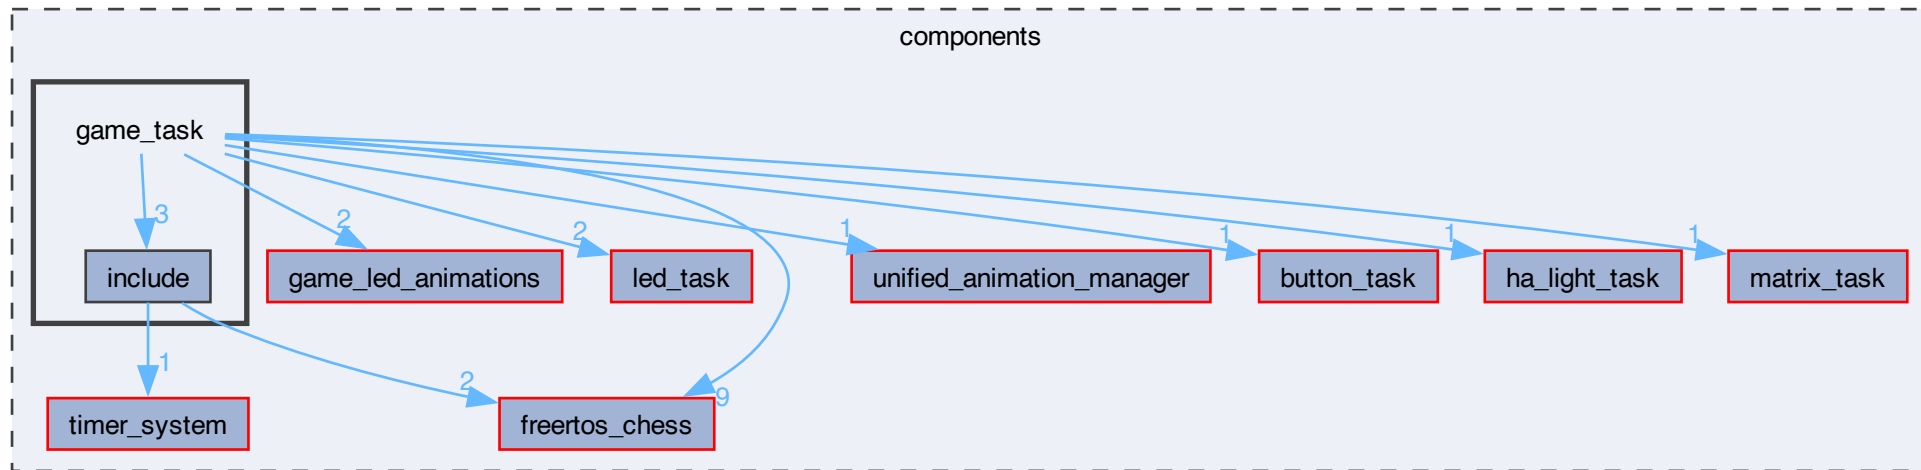 components
game_task
3
2
2
1
1
1
1
include
game_led_animations
led_task
unified_animation_manager
button_task
ha_light_task
matrix_task
1
2
9
timer_system
freertos_chess